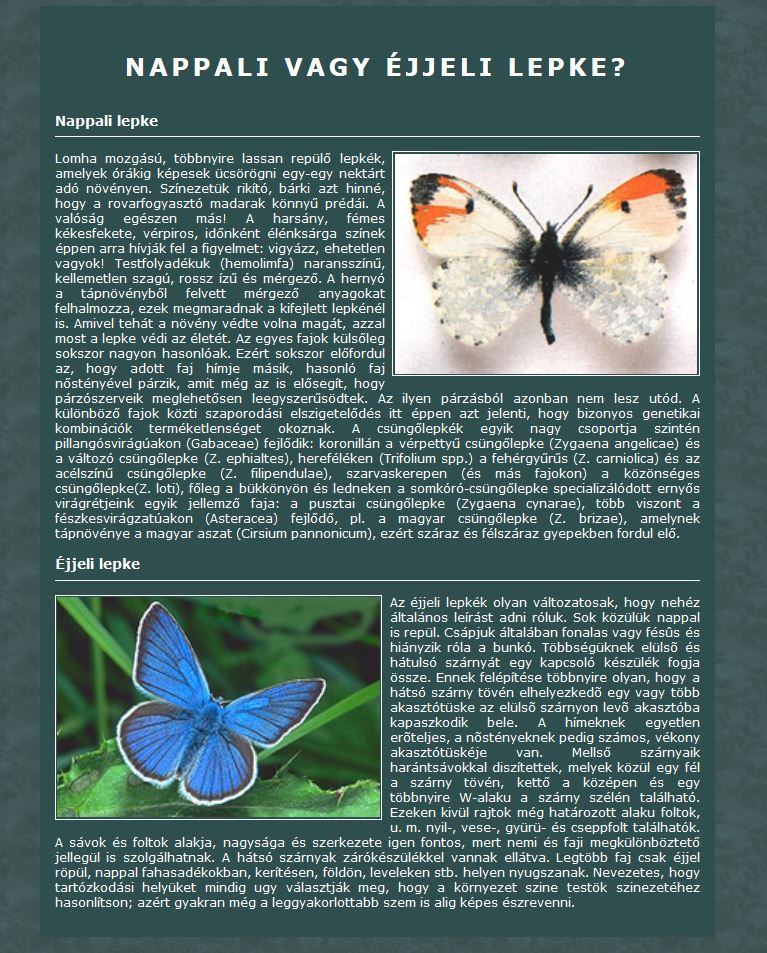 NAPPALI VAGY ÉJJELI LEPKE?
Nappali lepke
Lomha mozgású, többnyire lassan repülő lepkék,
amelyek órákig képesek ücsörögni egy-egy nektárt
adó növényen. Színezetük rikító, bárki azt hinné,
hogy a rovarfogyasztó madarak könnyű prédái. A
valóság egészen más! A harsány, fémes
kékesfekete, vérpiros, időnként élénksárga színek
éppen arra hívják fel a figyelmet: vigyázz, ehetetlen
vagyok! Testfolyadékuk (hemolimfa) naransszínű,
kellemetlen szagú, rossz ízű és mérgező. A hernyó
a tápnövényből felvett mérgező anyagokat
felhalmozza, ezek megmaradnak a kifejlett lepkénél
is. Amivel tehát a növény védte volna magát, azzal
most a lepke védi az életét. Az egyes fajok külsőleg
sokszor nagyon hasonlóak. Ezért sokszor előfordul
az, hogy adott faj hímje másik, hasonló faj
nőstényével párzik, amit még az is elősegít, hogy
párzószerveik meglehetősen leegyszerűsödtek. Az ilyen párzásból azonban nem lesz utód. A
különböző fajok közti szaporodási elszigetelődés itt éppen azt jelenti, hogy bizonyos genetikai
kombinációk terméketlenséget okoznak. A csüngőlepkék egyik nagy csoportja szintén
pillangósvirágúakon (Gabaceae) fejlődik: koronillán a vérpettyű csüngőlepke (Zygaena angelicae) és
a változó csüngőlepke (Z. ephialtes), hereféléken (Trifolium spp.) a fehérgyűrűs (Z. carniolica) és az
acélszínű csüngőlepke (Z. filipendulae), szarvaskerepen (és más fajokon) a közönséges
csüngőlepke(Z. loti), főleg a bükkönyön és ledneken a somkóró-csüngőlepke specializálódott ernyős
virágrétjeink egyik jellemző faja: a pusztai csüngőlepke (Zygaena cynarae), több viszont a
fészkesvirágzatúakon (Asteracea) fejlődő, pl. a magyar csüngőlepke (Z. brizae), amelynek
tápnövénye a magyar aszat (Cirsium pannonicum), ezért száraz és félszáraz gyepekben fordul elő.
Éjjeli lepke
Az éjjeli lepkék olyan változatosak, hogy nehéz
általános leírást adni róluk. Sok közülük nappal
is repül. Csápjuk általában fonalas vagy fésûs és
hiányzik róla a bunkó. Többségüknek elülsõ és
hátulsó szárnyát egy kapcsoló készülék fogja
össze. Ennek felépítése többnyire olyan, hogy a
hátsó szárny tövén elhelyezkedõ egy vagy több
akasztótüske az elülsõ szárnyon levõ akasztóba
kapaszkodik bele. A hímeknek egyetlen
erõteljes, a nõstényeknek pedig számos, vékony
akasztótüskéje van. Mellső szárnyaik
harántsávokkal diszítettek, melyek közül egy fél
a szárny tövén, kettő a középen és egy
többnyire W-alaku a szárny szélén található.
Ezeken kivül rajtok még határozott alaku foltok,
u. m. nyil-, vese-, gyürü- és cseppfolt találhatók.
A sávok és foltok alakja, nagysága és szerkezete igen fontos, mert nemi és faji megkülönböztető
jellegül is szolgálhatnak. A hátsó szárnyak zárókészülékkel vannak ellátva. Legtöbb faj csak éjjel
röpül, nappal fahasadékokban, kerítésen, földön, leveleken stb. helyen nyugszanak. Nevezetes, hogy
tartózkodási helyüket mindig ugy választják meg, hogy a környezet szine testök szinezetéhez
hasonlítson; azért gyakran még a leggyakorlottabb szem is alig képes észrevenni.